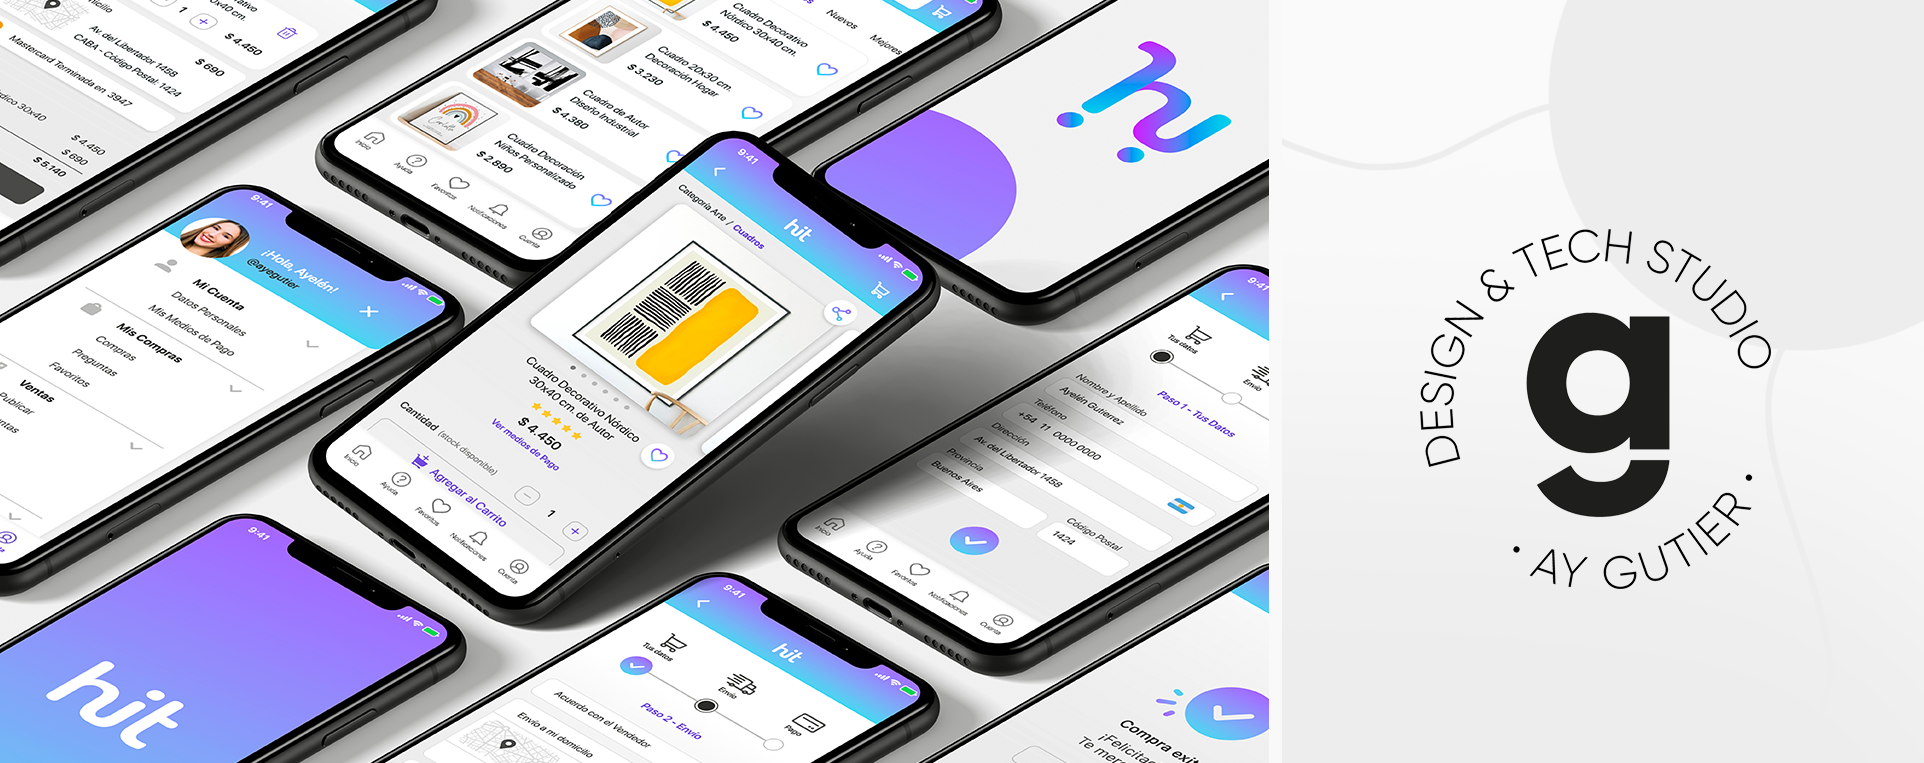 1
$ 4.450
Av. del Libertador 1458
CABA - Código Postal: 1424
$ 690
Mastercard Terminada en 3947
$ 4.450
$ 690
$ 5.140
Nuevos
Mejores
Cuadro Decorativo
Nórdico 30x40 cm.
$ 4.450
Cuadro 20x30 cm.
Decoración Hogar
$ 3.230
Cuadro de Autor
Diseño Industrial
$ 4.380
Cuadro Decoración
Niños Personalizado
$ 2.890
Inicio
Ayuda
Favoritos
Notificaciones
Cuenta
hit
9:41
¡Hola, Ayelén!
@ayegutier
Mi Cuenta
Datos Personales
Mis Medios de Pago
Mis Compras
Compras
Preguntas
Favoritos
Ventas
Publicar
9:41
hit
Categoría Arte / Cuadros
Cuadro Decorativo Nórdico
30x40 cm. de Autor
$ 4.450
Ver medios de Pago
Cantidad (stock disponible)
1
Agregar al Carrito
Inicio
Ayuda
Favoritos
Notificaciones
Cuenta
9:41
Tus datos
Envío
Paso 1 - Tus Datos
Nombre y Apellido
Ayelén Gutierrez
Teléfono
+54 11 0000 0000
Dirección
Av. del Libertador 1458
Provincia
Buenos Aires
Código Postal
1424
Inicio
Ayuda
Favoritos
Notificaciones
Cuenta
9:41
hit
9:41
hit
Tus datos
Envío
Pago
Paso 2 - Envío
Acuerdo con el Vendedor
Envío a mi domicilio
Compra exit
¡Felicitac
Te merec
DESIGN & TECH STUDIO
g
• AY GUTIER •